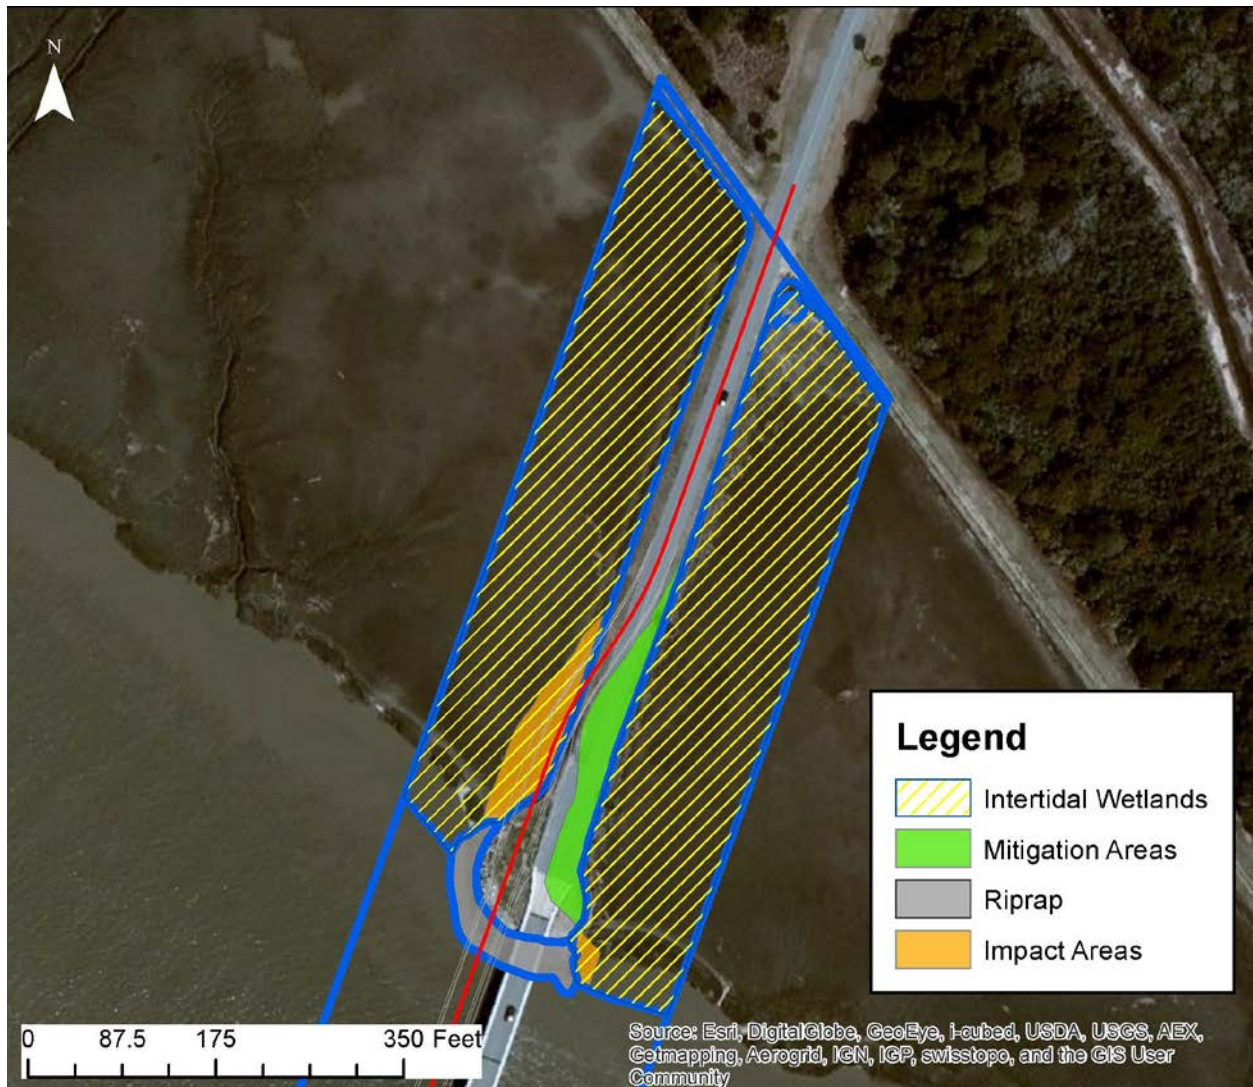 N
Legend
Intertidal Wetlands
Mitigation Areas
Riprap
Impact Areas
0 87.5 175 350 Feet
Source: Esri, DigitalGlobe, GeoEye, i-cubed, USDA, USGS, AEX,
Getmapping, Aerogrid, IGN, IGP, swisstopo, and the GIS User
Community